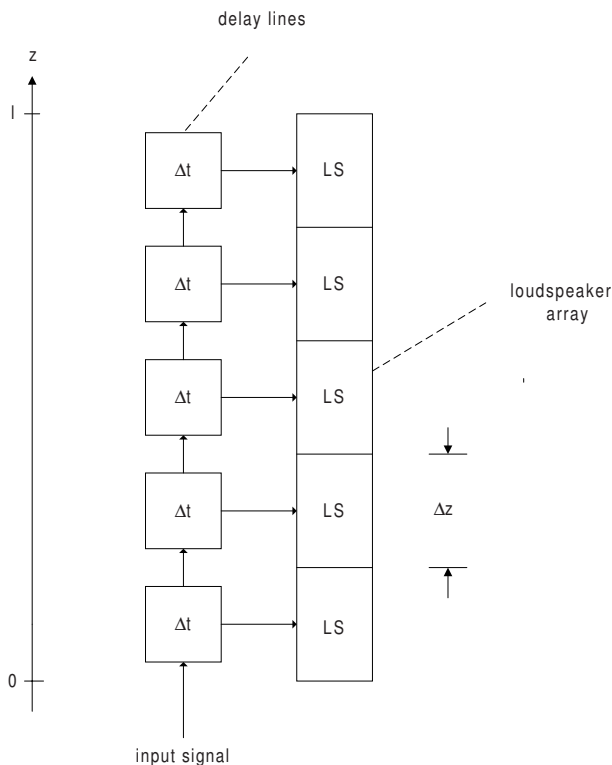 delay lines
z
l
Δt
LS
Δt
LS
loudspeaker
array
Δt
LS
Δt
LS
Δz
Δt
LS
0
input signal